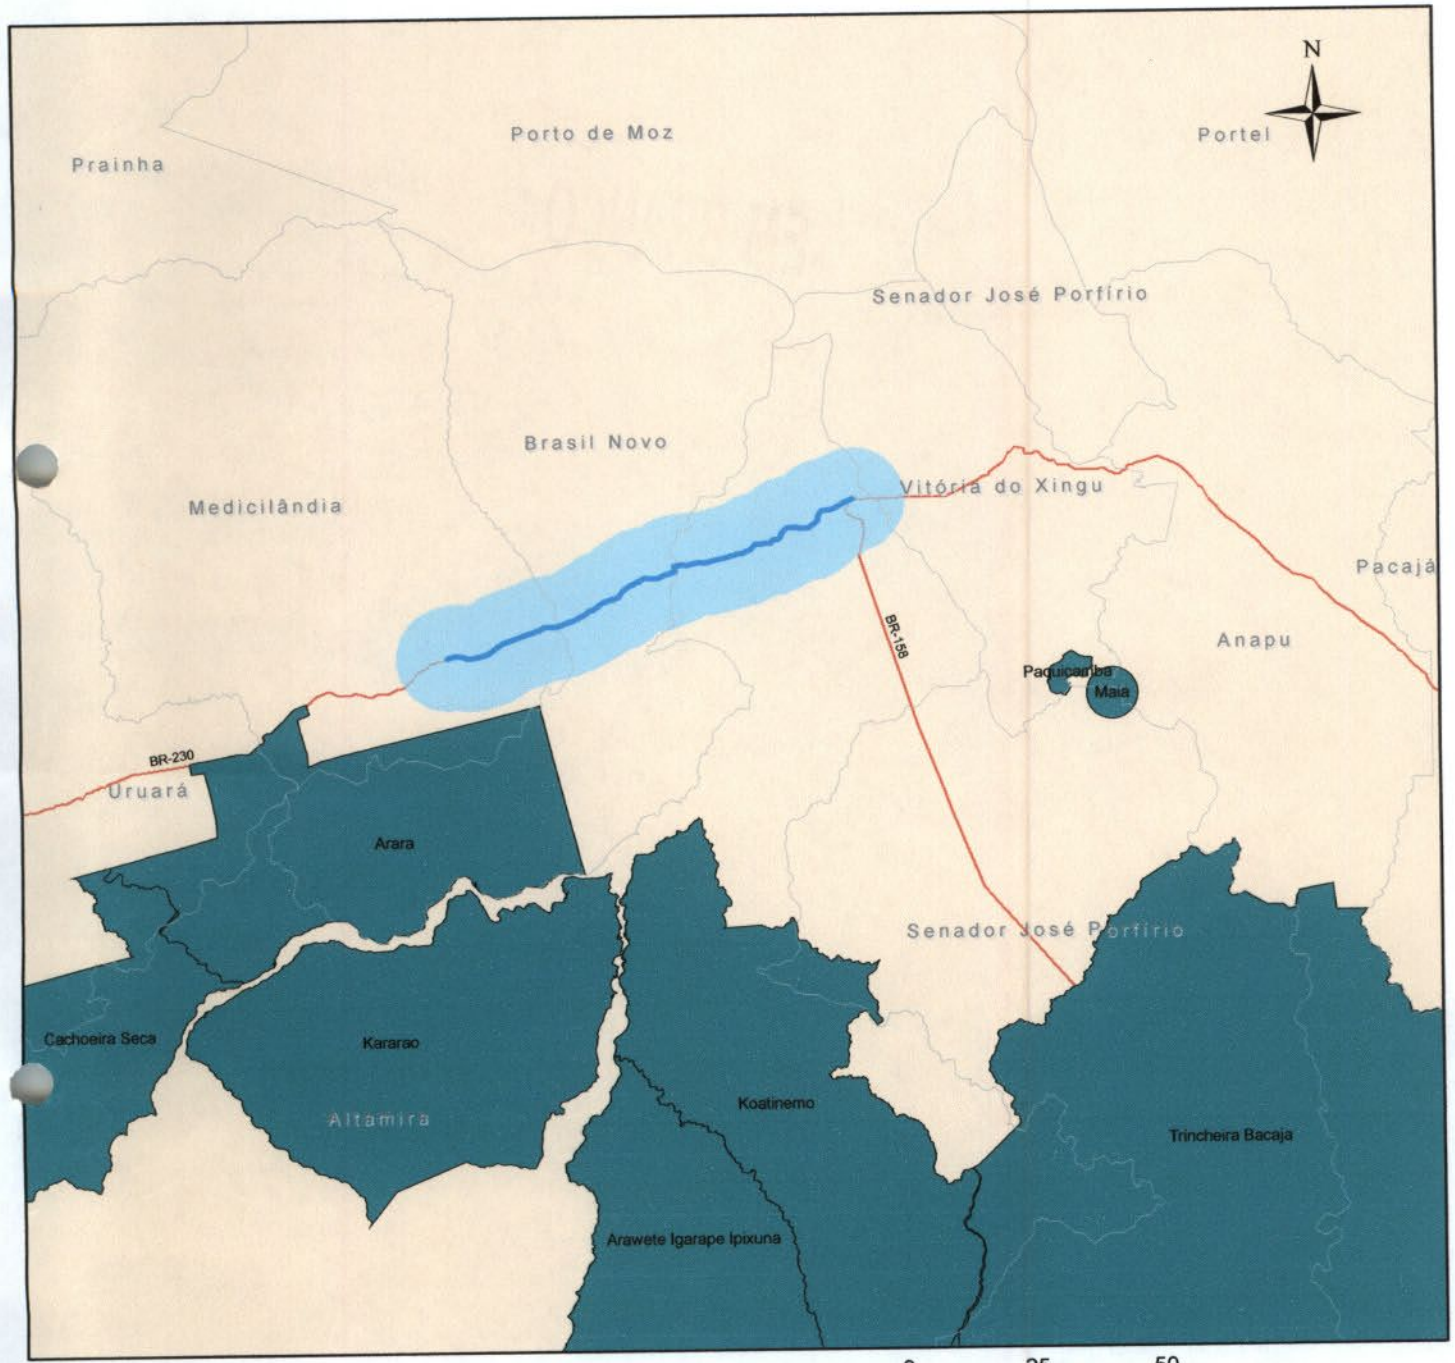 N
Porto de Moz
Portel
Prainha
Senador José Porfírio
Brasil Novo
Vitória do Xingu
Medicilândia
Pacajá
BR-158
Anapu
Paquiçamba
Maia
BR-230
Uruará
Arara
Senador José Porfírio
Cachoeira Seca
Kararao
Koatinemo
Altamira
Trincheira Bacaja
Arawete Igarape Ipixuna
0 25 50